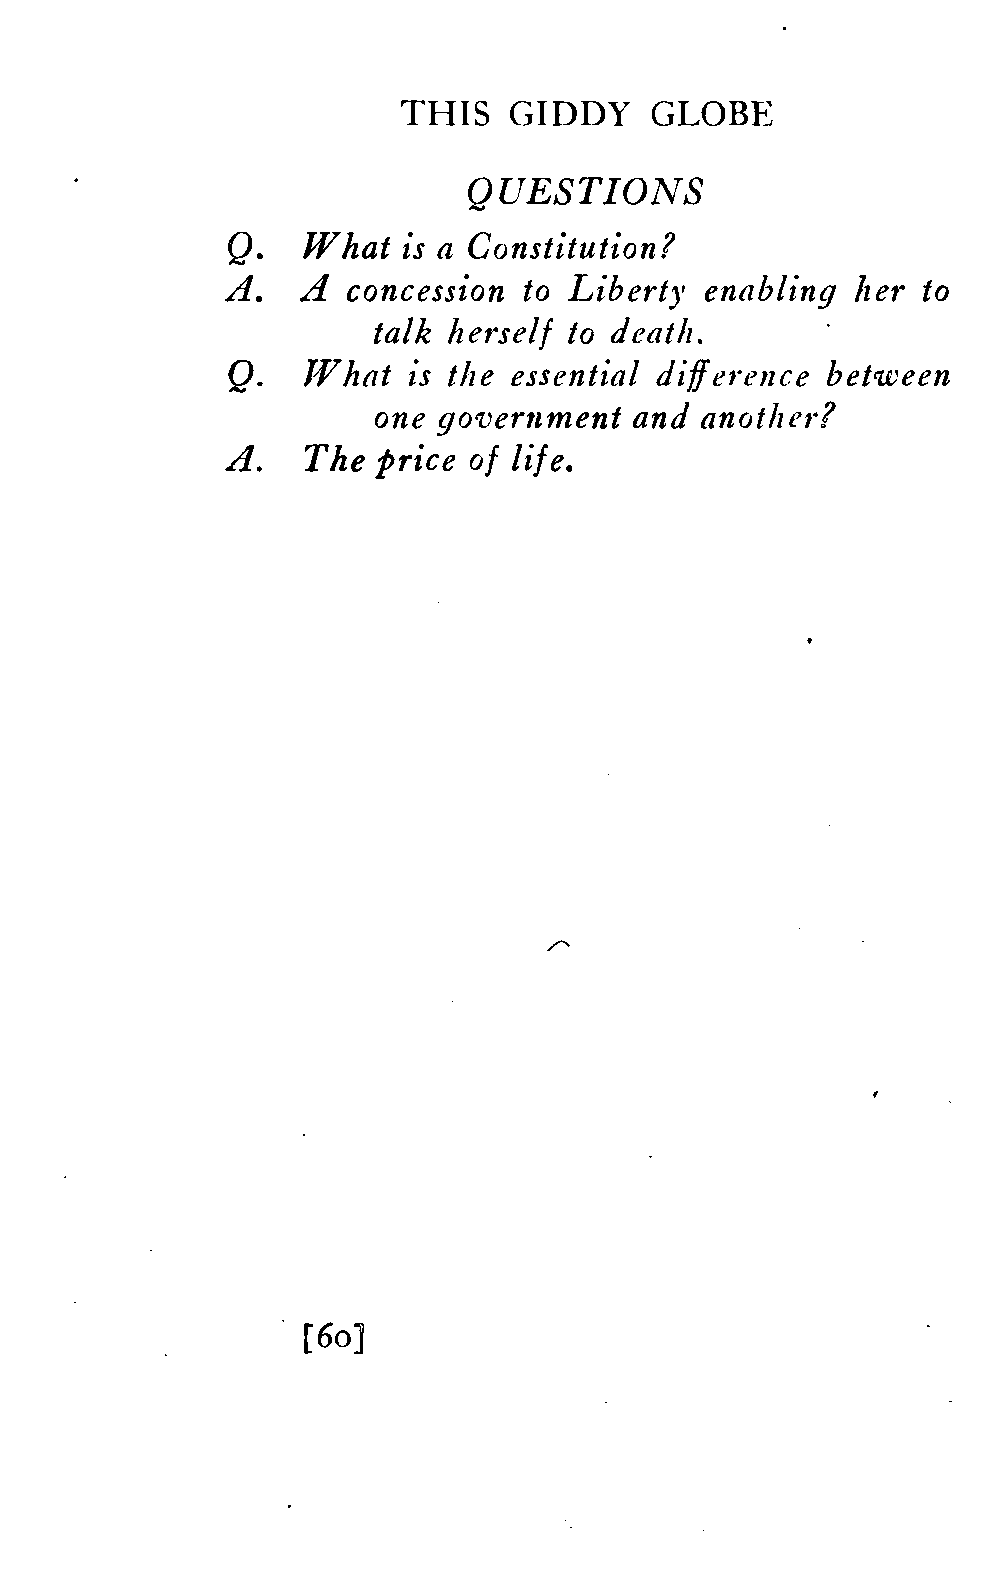 THIS GIDDY GLOBE
QUESTIONS
Q. What is a Constitution?
A. A concession to Liberty enabling her to
talk herself to death.
Q. What is the essential difference between
one government and another?
A. The price of life.
[60]